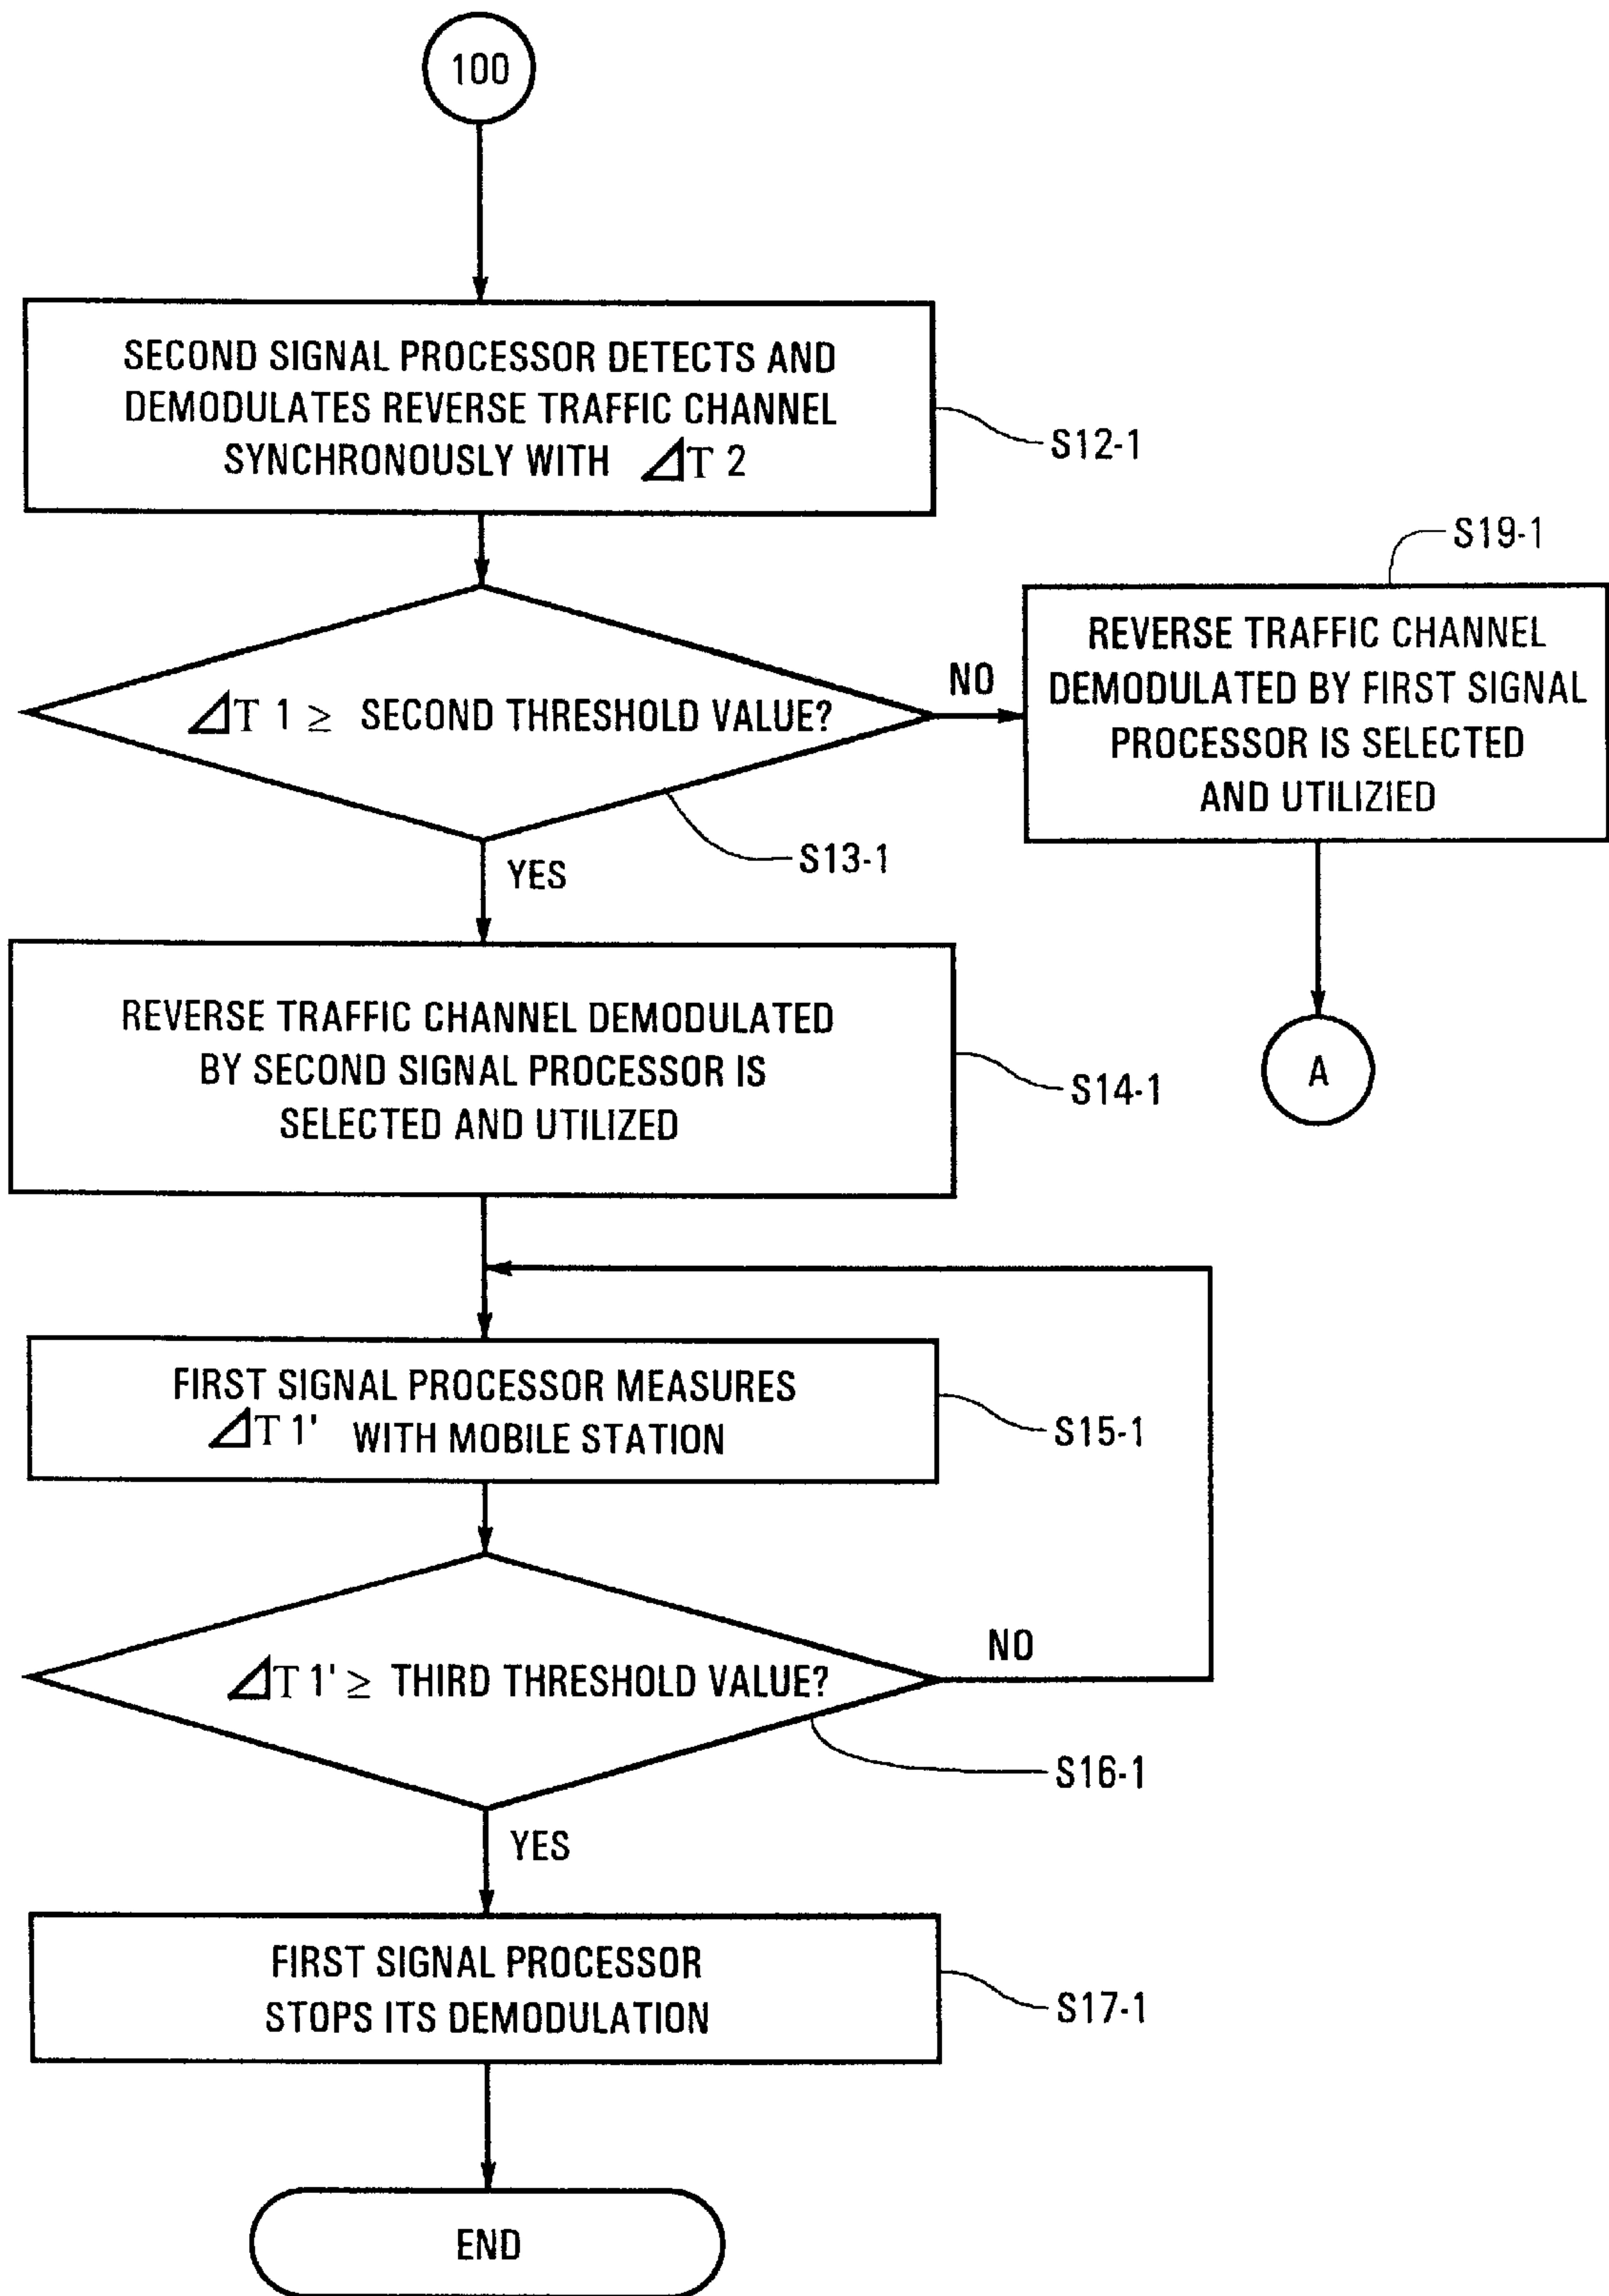 100
SECOND SIGNAL PROCESSOR DETECTS AND
DEMODULATES REVERSE TRAFFIC CHANNEL
SYNCHRONOUSLY WITH ⊿T 2
S12-1
S19-1
REVERSE TRAFFIC CHANNEL
DEMODULATED BY FIRST SIGNAL
PROCESSOR IS SELECTED
AND UTILIZIED
NO
⊿T 1 ≥ SECOND THRESHOLD VALUE?
S13-1
YES
A
REVERSE TRAFFIC CHANNEL DEMODULATED
BY SECOND SIGNAL PROCESSOR IS
SELECTED AND UTILIZED
S14-1
FIRST SIGNAL PROCESSOR MEASURES
⊿T 1' WITH MOBILE STATION
S15-1
NO
⊿T 1' ≥ THIRD THRESHOLD VALUE?
S16-1
YES
FIRST SIGNAL PROCESSOR
STOPS ITS DEMODULATION
S17-1
END